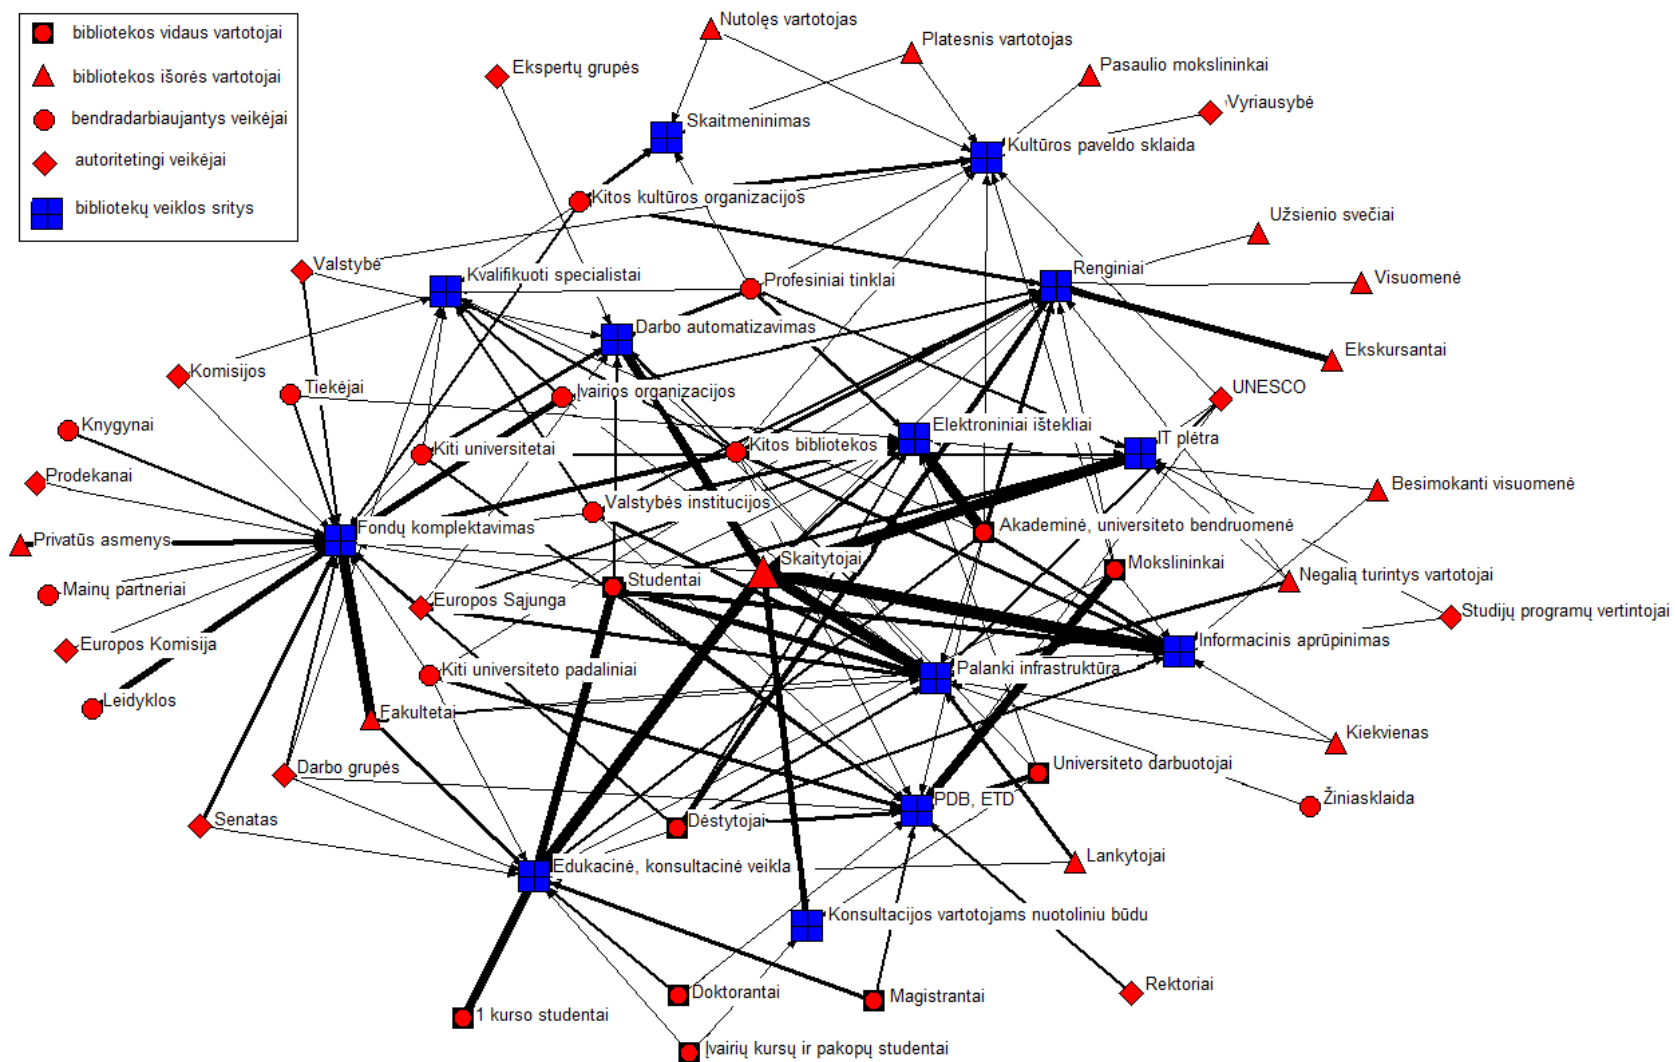 bibliotekos vidaus vartotojai
bibliotekos išorės vartotojai
bendradarbiaujantys veikėjai
autoritetingi veikėjai
bibliotekų veiklos sritys
Nutolęs vartotojas
Platesnis vartotojas
Ekspertų grupės
Pasaulio mokslininkai
Vyriausybė
Skaitmeninimas
Kultūros paveldo sklaida
Kitos kultūros organizacijos
Užsienio svečiai
Valstybė
Kvalifikuoti specialistai
Profesiniai tinklai
Renginiai
Visuomenė
Darbo automatizavimas
Ekskursantai
Komisijos
Tiekėjai
Įvairios organizacijos
UNESCO
Knygynai
Kiti universitetai
Kitos bibliotekos
Elektroniniai ištekliai
IT plėtra
Prodekanai
Valstybės institucijos
Besimokanti visuomenė
Fondų komplektavimas
Akademinė, universiteto bendruomenė
Privatūs asmenys
Skaitytojai
Mokslininkai
Negalią turintys vartotojai
Mainų partneriai
Studentai
Europos Sąjunga
Studijų programų vertintojai
Europos Komisija
Informacinis aprūpinimas
Kiti universiteto padaliniai
Palanki infrastruktūra
Leidyklos
Fakultetai
Kiekvienas
Darbo grupės
Universiteto darbuotojai
Žiniasklaida
Senatas
Dėstytojai
PDB, ETD
Edukacinė, konsultacinė veikla
Lankytojai
Konsultacijos vartotojams nuotoliniu būdu
Doktorantai
Magistrantai
Rektoriai
1 kurso studentai
Įvairių kursų ir pakopų studentai